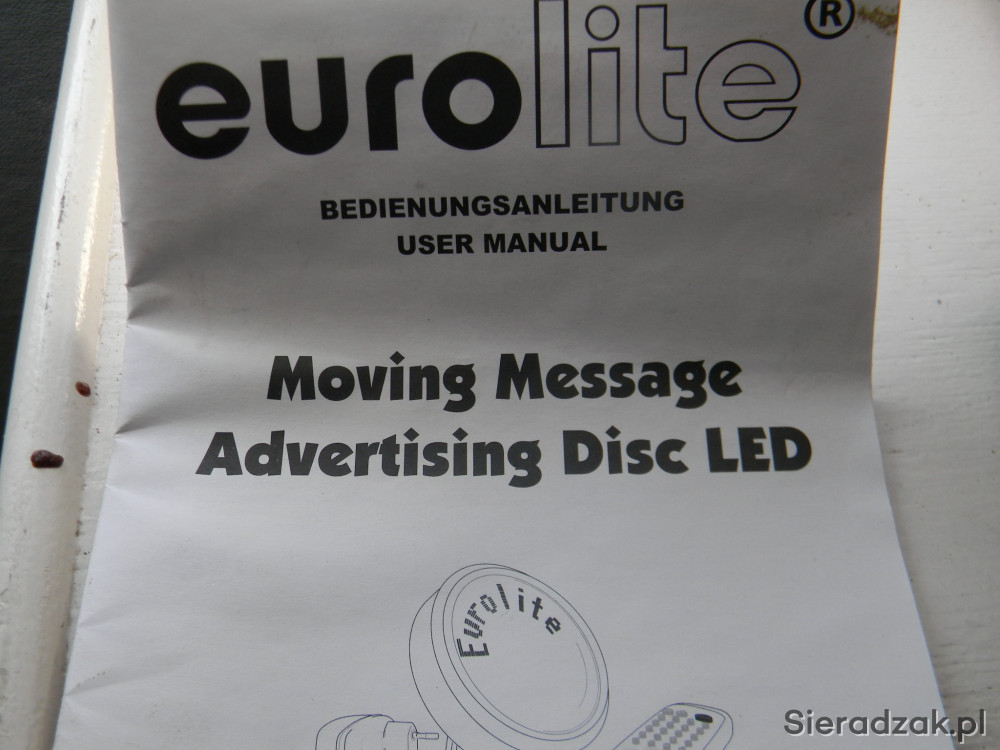 eurolite®
BEDIENUNGSANLEITUNG
USER MANUAL
Moving Message
Advertising Disc LED
Eurolite
Sieradzak.pl